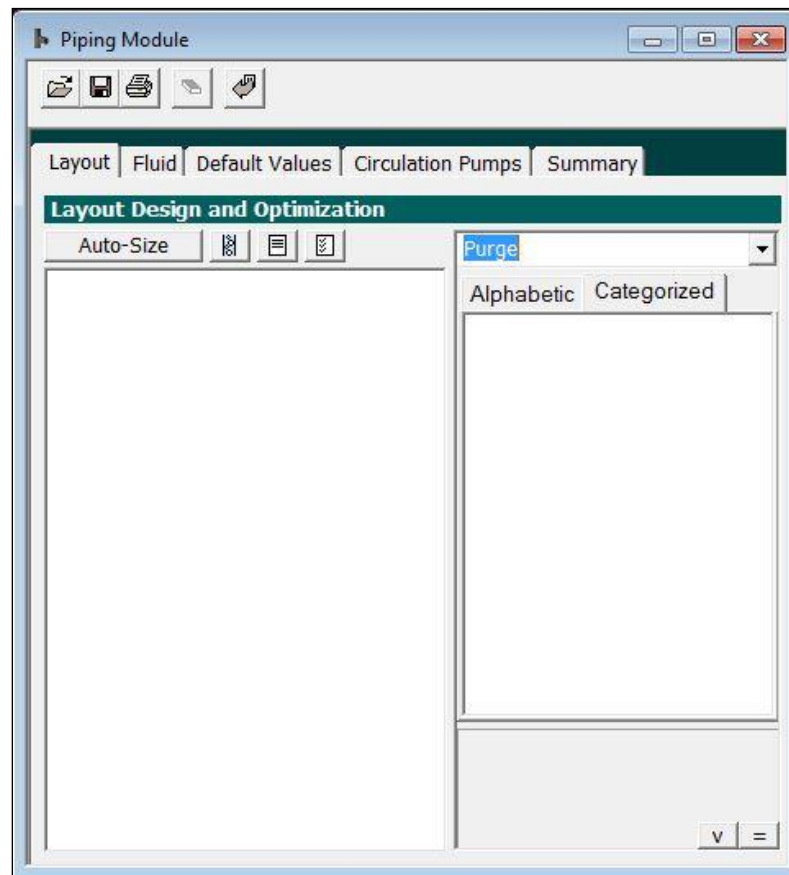 Piping Module
Layout Fluid Default Values Circulation Pumps Summary
Layout Design and Optimization
Auto-Size
Purge
Alphabetic Categorized
v =